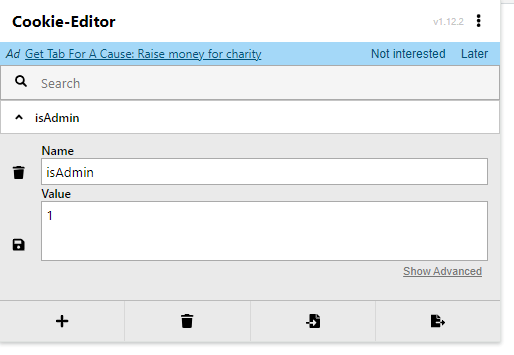 Cookie-Editor v1.12.2
Ad Get Tab For A Cause: Raise money for charity Not interested Later
Search
isAdmin
Name
isAdmin
Value
1
Show Advanced